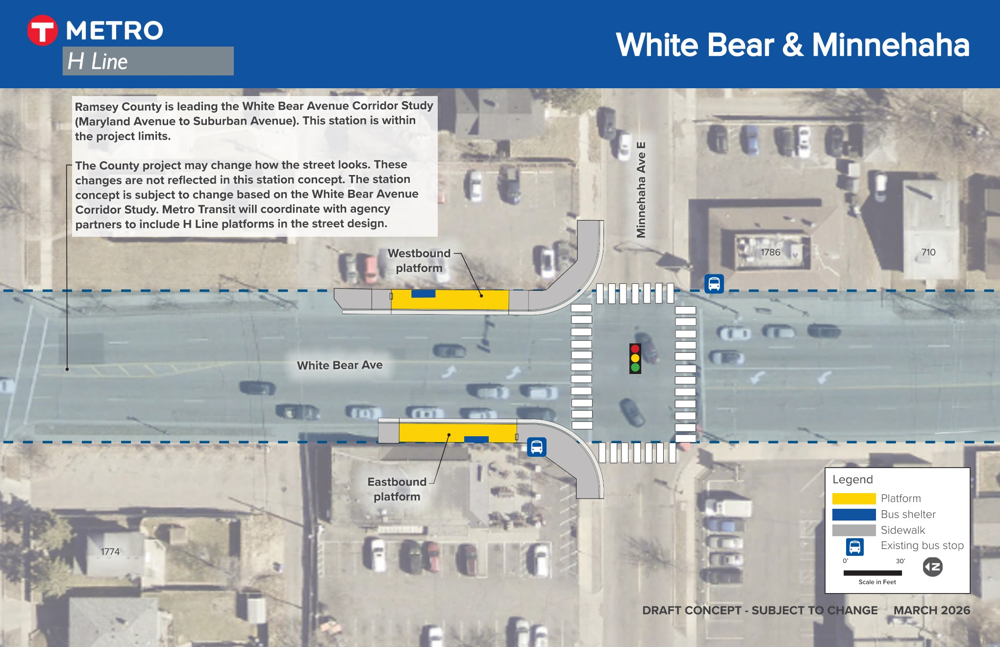 T METRO
H Line
White Bear & Minnehaha
Ramsey County is leading the White Bear Avenue Corridor Study
(Maryland Avenue to Suburban Avenue). This station is within
the project limits.
The County project may change how the street looks. These
changes are not reflected in this station concept. The station
concept is subject to change based on the White Bear Avenue
Corridor Study. Metro Transit will coordinate with agency
partners to include H Line platforms in the street design.
Minnehaha Ave E
Westbound
platform
1786
710
White Bear Ave
Eastbound
platform
1774
Legend
Platform
Bus shelter
Sidewalk
Existing bus stop
0' 30'
Scale in Feet
N
DRAFT CONCEPT - SUBJECT TO CHANGE MARCH 2026